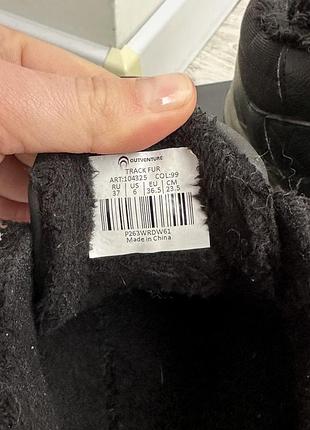 OUTVENTURE
TRACK FUR
ART:104325 COL:99
RU US EU CM
37 6 36.5 23.5
P263WRDW61
Made in China